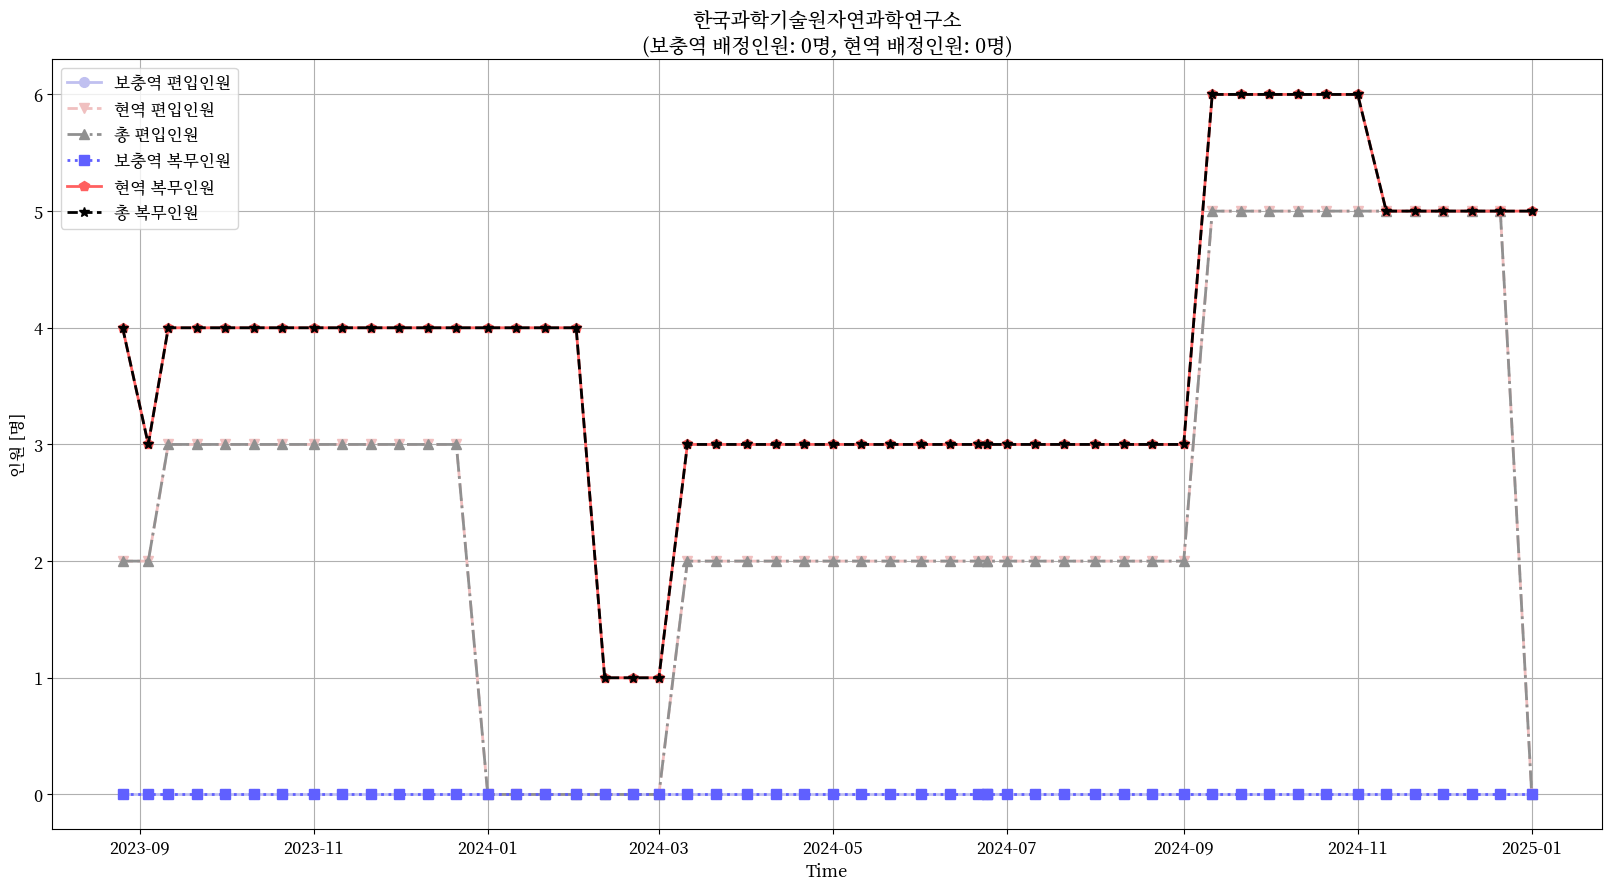 한국과학기술원자연과학연구소
(보충역 배정인원: 0명, 현역 배정인원: 0명)
보충역 편입인원
현역 편입인원
총 편입인원
보충역 복무인원
현역 복무인원
총 복무인원
인원 [명]
6
5
4
3
2
1
0
2023-09
2023-11
2024-01
2024-03
2024-05
2024-07
2024-09
2024-11
2025-01
Time